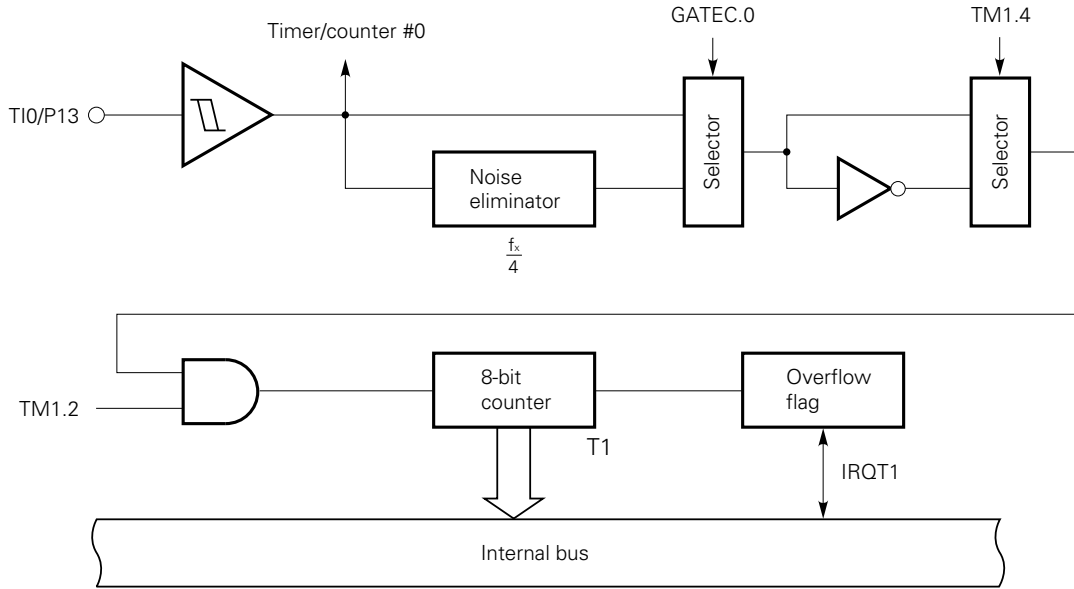 GATEC.0
TM1.4
Timer/counter #0
TI0/P13
Noise
eliminator
fx
4
Selector
Selector
TM1.2
8-bit
counter
T1
Overflow
flag
IRQT1
Internal bus